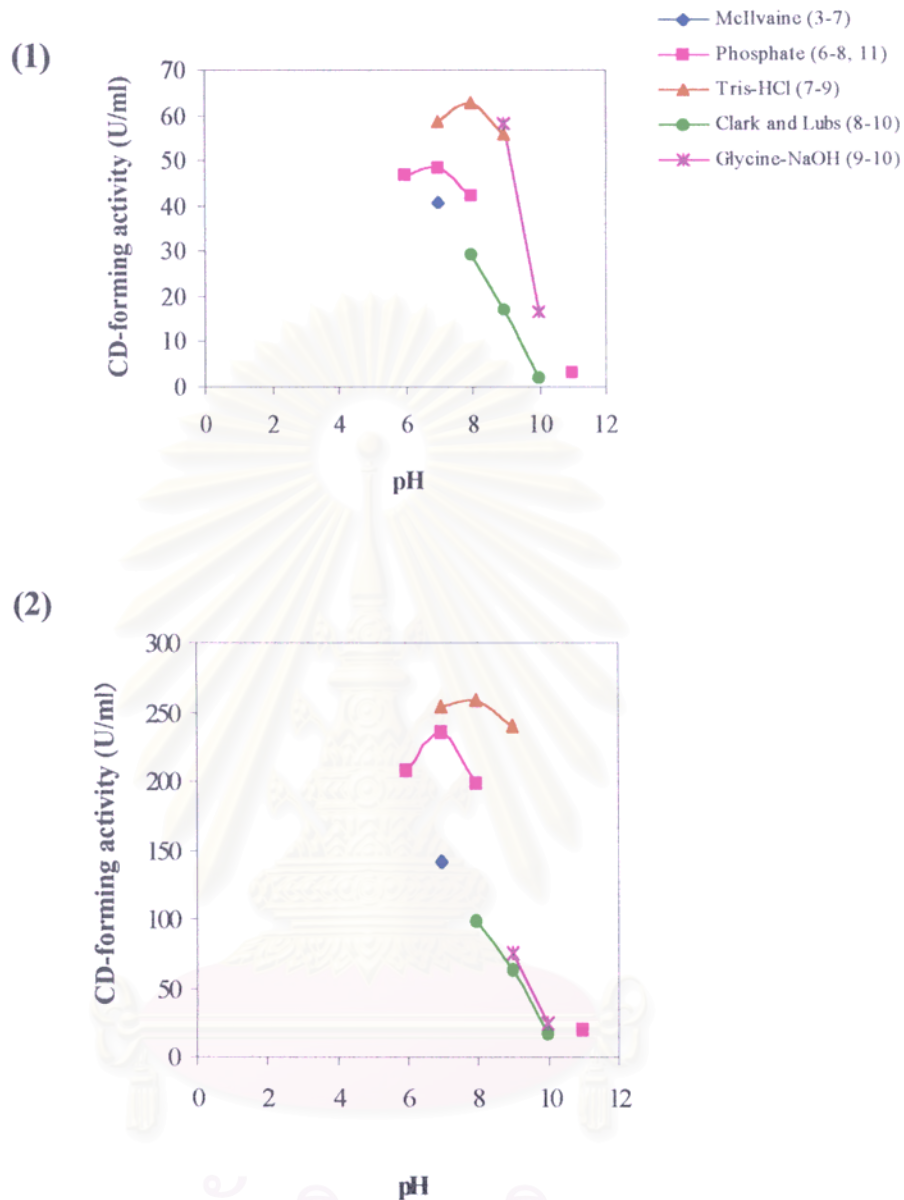 McIlvaine (3-7)
Phosphate (6-8, 11)
Tris-HCl (7-9)
Clark and Lubs (8-10)
Glycine-NaOH (9-10)
(1)
CD-forming activity (U/ml)
70
60
50
40
30
20
10
0
0 2 4 6 8 10 12
pH
(2)
CD-forming activity (U/ml)
300
250
200
150
100
50
0
0 2 4 6 8 10 12
pH